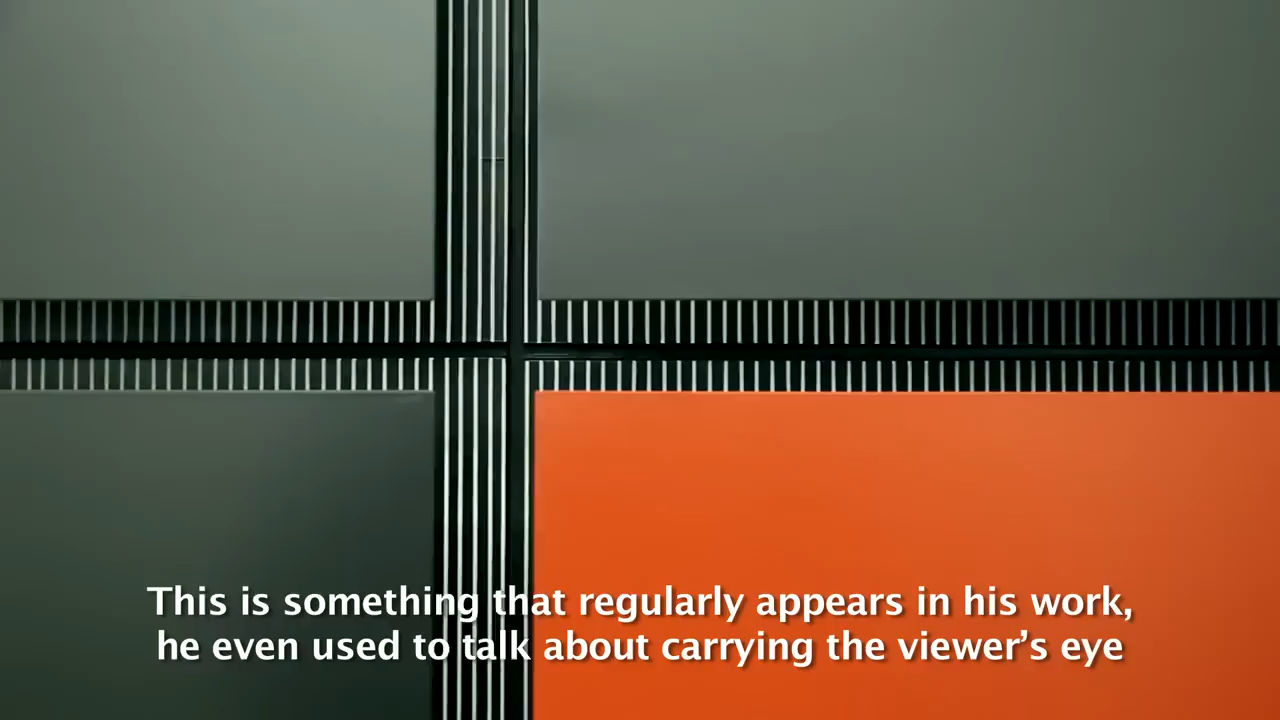 This is something that regularly appears in his work,
he even used to talk about carrying the viewer’s eye